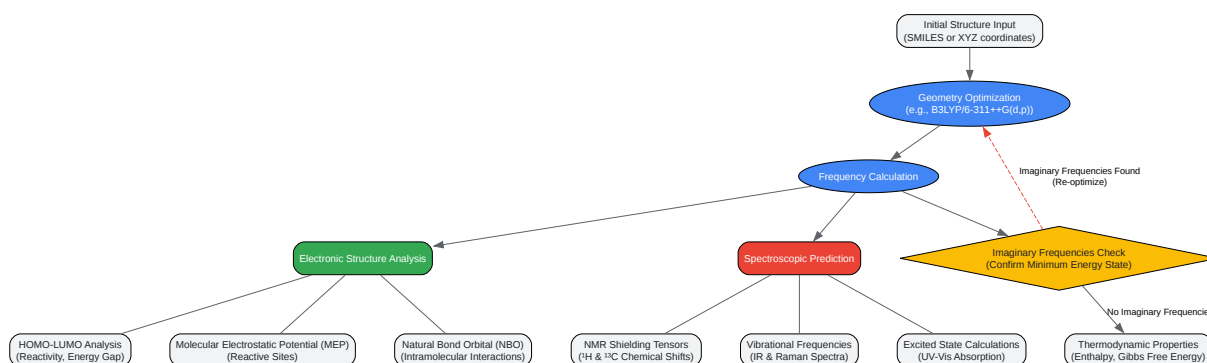 Initial Structure Input
(SMILES or XYZ coordinates)
Geometry Optimization
(e.g., B3LYP/6-311++G(d,p))
Imaginary Frequencies Found
(Re-optimize)
Frequency Calculation
Electronic Structure Analysis
Spectroscopic Prediction
Imaginary Frequencies Check
(Confirm Minimum Energy State)
No Imaginary Frequencie
HOMO-LUMO Analysis
(Reactivity, Energy Gap)
Molecular Electrostatic Potential (MEP)
(Reactive Sites)
Natural Bond Orbital (NBO)
(Intramolecular Interactions)
NMR Shielding Tensors
(¹H & ¹³C Chemical Shifts)
Vibrational Frequencies
(IR & Raman Spectra)
Excited State Calculations
(UV-Vis Absorption)
Thermodynamic Properties
(Enthalpy, Gibbs Free Energy)